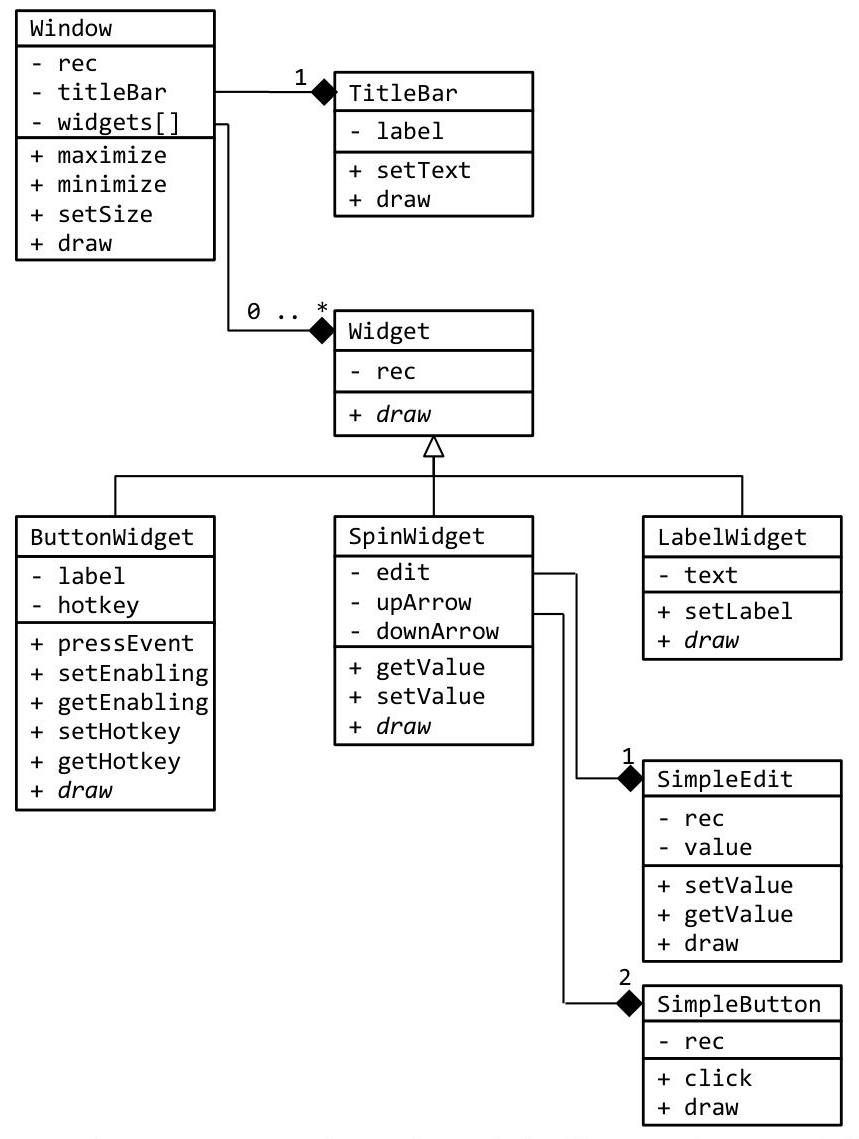 Window
- rec
- titleBar
- widgets[]
+ maximize
+ minimize
+ setSize
+ draw
1
TitleBar
- label
+ setText
+ draw
0 .. *
Widget
- rec
+ draw
ButtonWidget
- label
- hotkey
+ pressEvent
+ setEnabling
+ getEnabling
+ setHotkey
+ getHotkey
+ draw
SpinWidget
- edit
- upArrow
- downArrow
+ getValue
+ setValue
+ draw
LabelWidget
- text
+ setLabel
+ draw
1
SimpleEdit
- rec
- value
+ setValue
+ getValue
+ draw
2
SimpleButton
- rec
+ click
+ draw